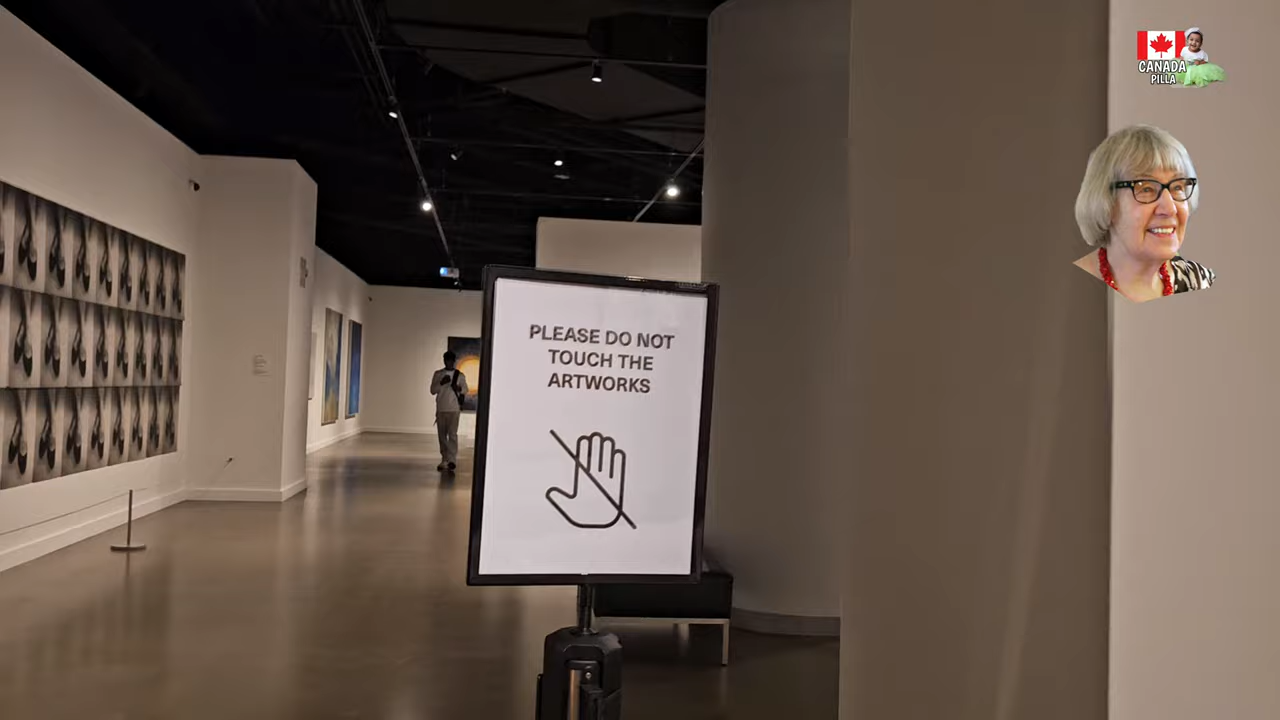 CANADA
PILLA
PLEASE DO NOT
TOUCH THE
ARTWORKS